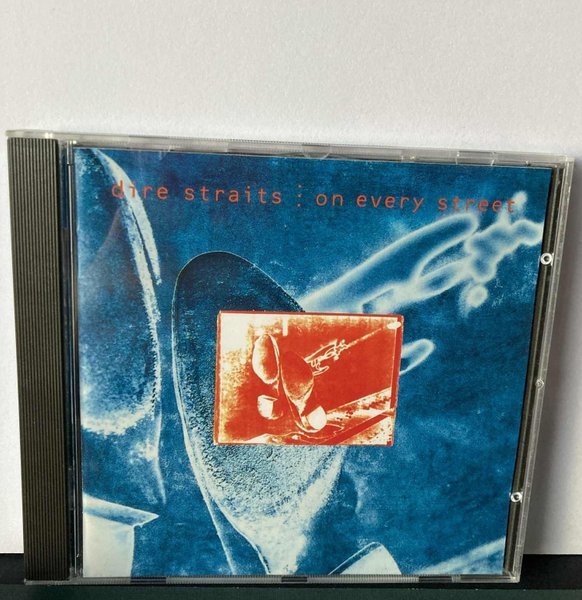 dire straits : on every street